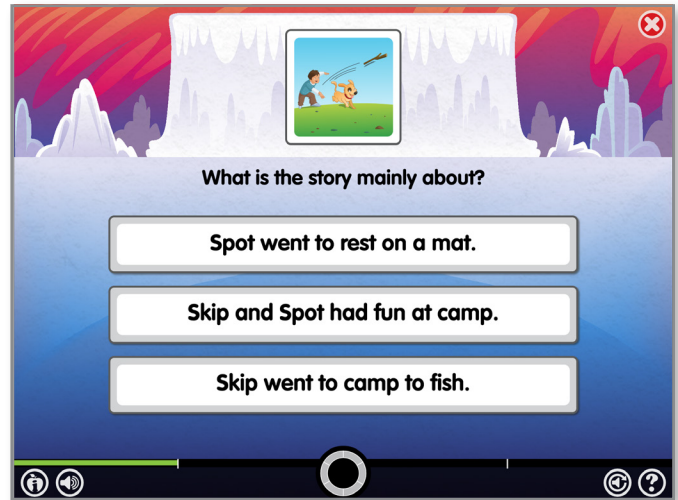 What is the story mainly about?
Spot went to rest on a mat.
Skip and Spot had fun at camp.
Skip went to camp to fish.